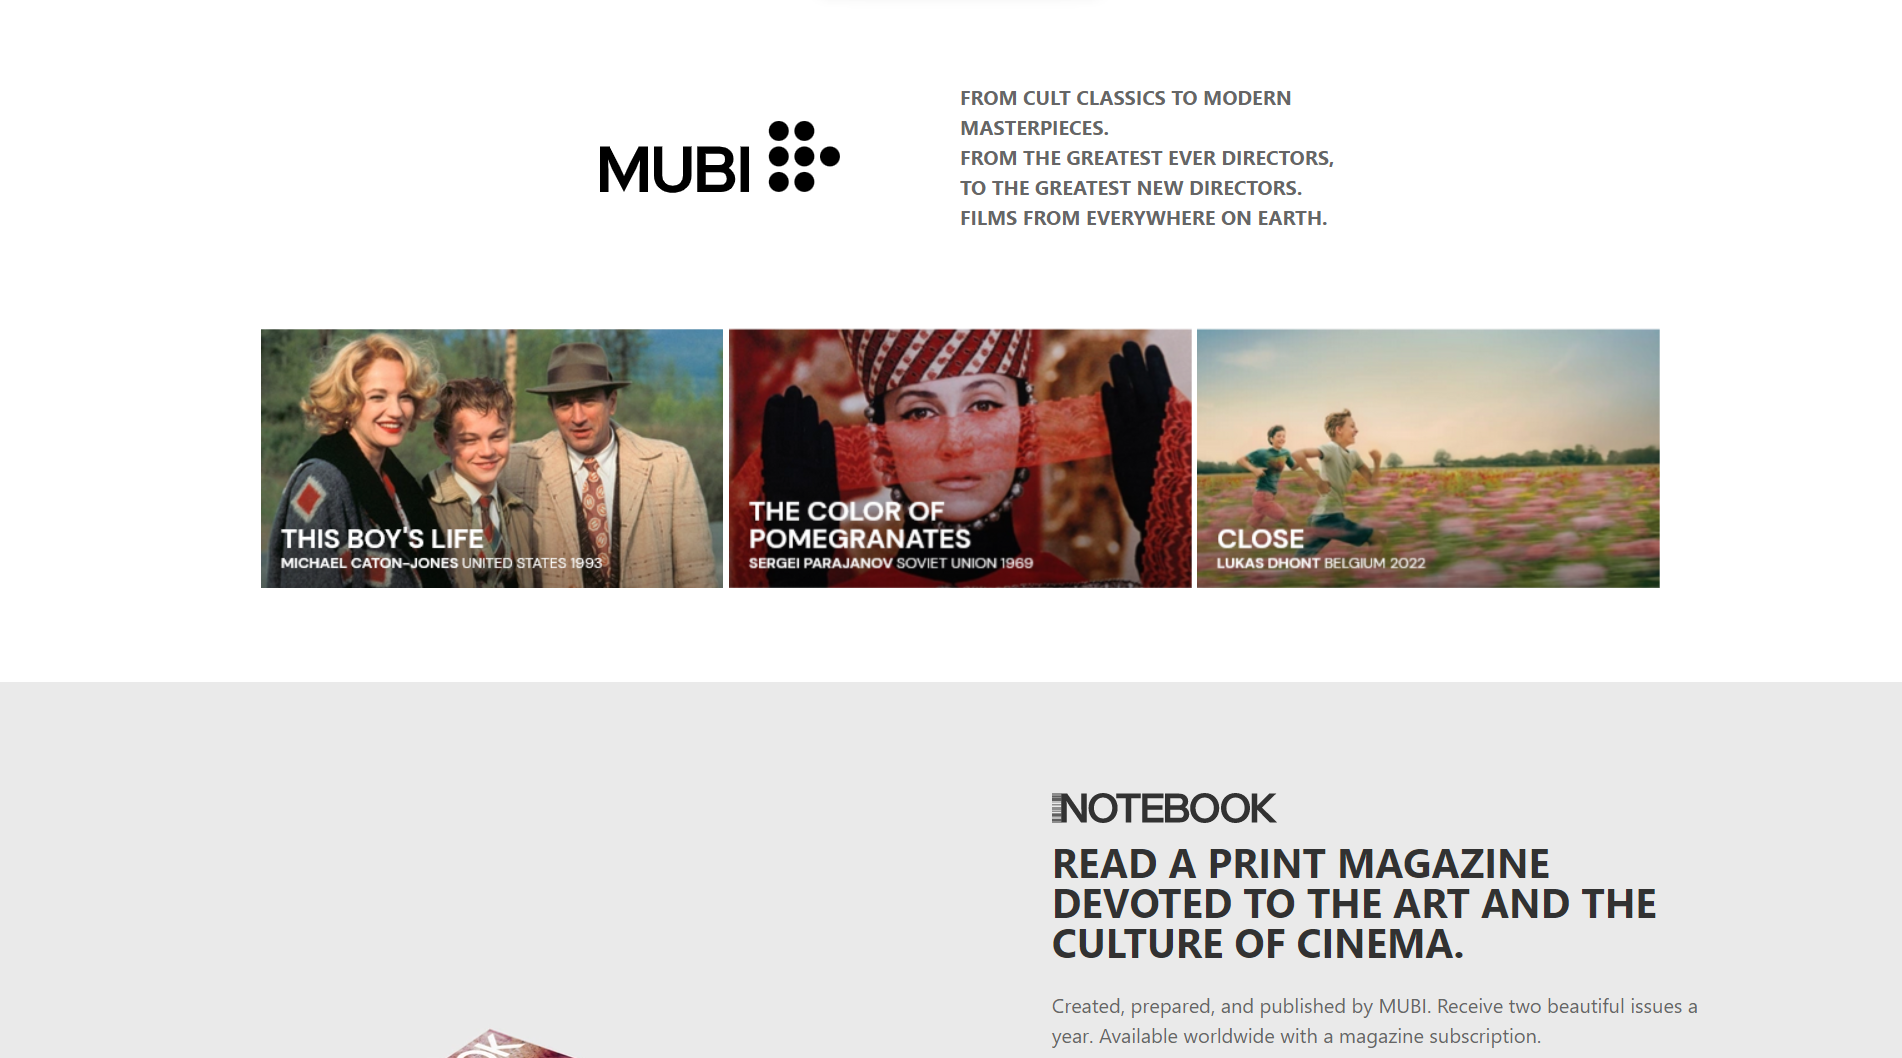 MUBI
FROM CULT CLASSICS TO MODERN
MASTERPIECES.
FROM THE GREATEST EVER DIRECTORS,
TO THE GREATEST NEW DIRECTORS.
FILMS FROM EVERYWHERE ON EARTH.
THIS BOY'S LIFE
MICHAEL CATON-JONES UNITED STATES 1993
THE COLOR OF
POMEGRANATES
SERGEI PARAJANOV SOVIET UNION 1969
CLOSE
LUKAS DHONT BELGIUM 2022
NOTEBOOK
READ A PRINT MAGAZINE
DEVOTED TO THE ART AND THE
CULTURE OF CINEMA.
Created, prepared, and published by MUBI. Receive two beautiful issues a
year. Available worldwide with a magazine subscription.